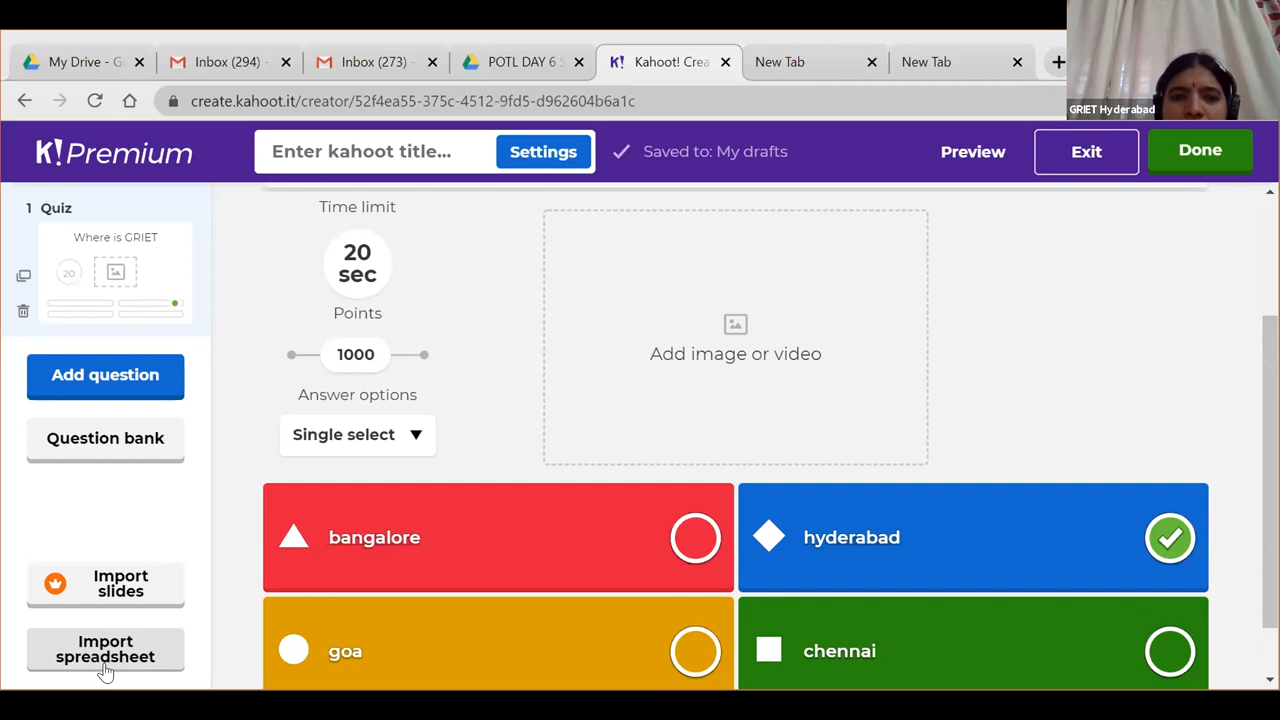 My Drive - G
Inbox (294) -
Inbox (273) -
POTL DAY 6 S
K! Kahoot! Crea
New Tab
New Tab
create.kahoot.it/creator/52f4ea55-375c-4512-9fd5-d962604b6a1c
GRIET Hyderabad
K! Premium
Enter kahoot title...
Settings
Saved to: My drafts
Preview
Exit
Done
1 Quiz
Where is GRIET
20
Add question
Question bank
Import
slides
Import
spreadsheet
Time limit
20
sec
Points
1000
Answer options
Single select
Add image or video
bangalore
hyderabad
goa
chennai